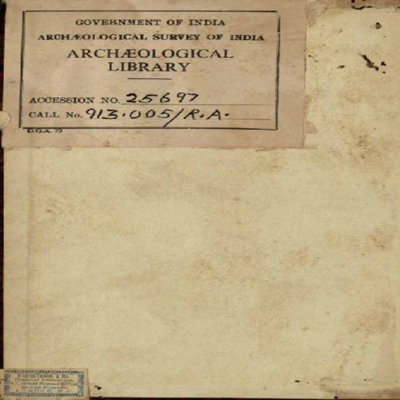 GOVERNMENT OF INDIA
ARCHÆOLOGICAL SURVEY OF INDIA
ARCHÆOLOGICAL
LIBRARY
ACCESSION NO. 25697
CALL No. 913.005/R.A.
D.G.A. 79